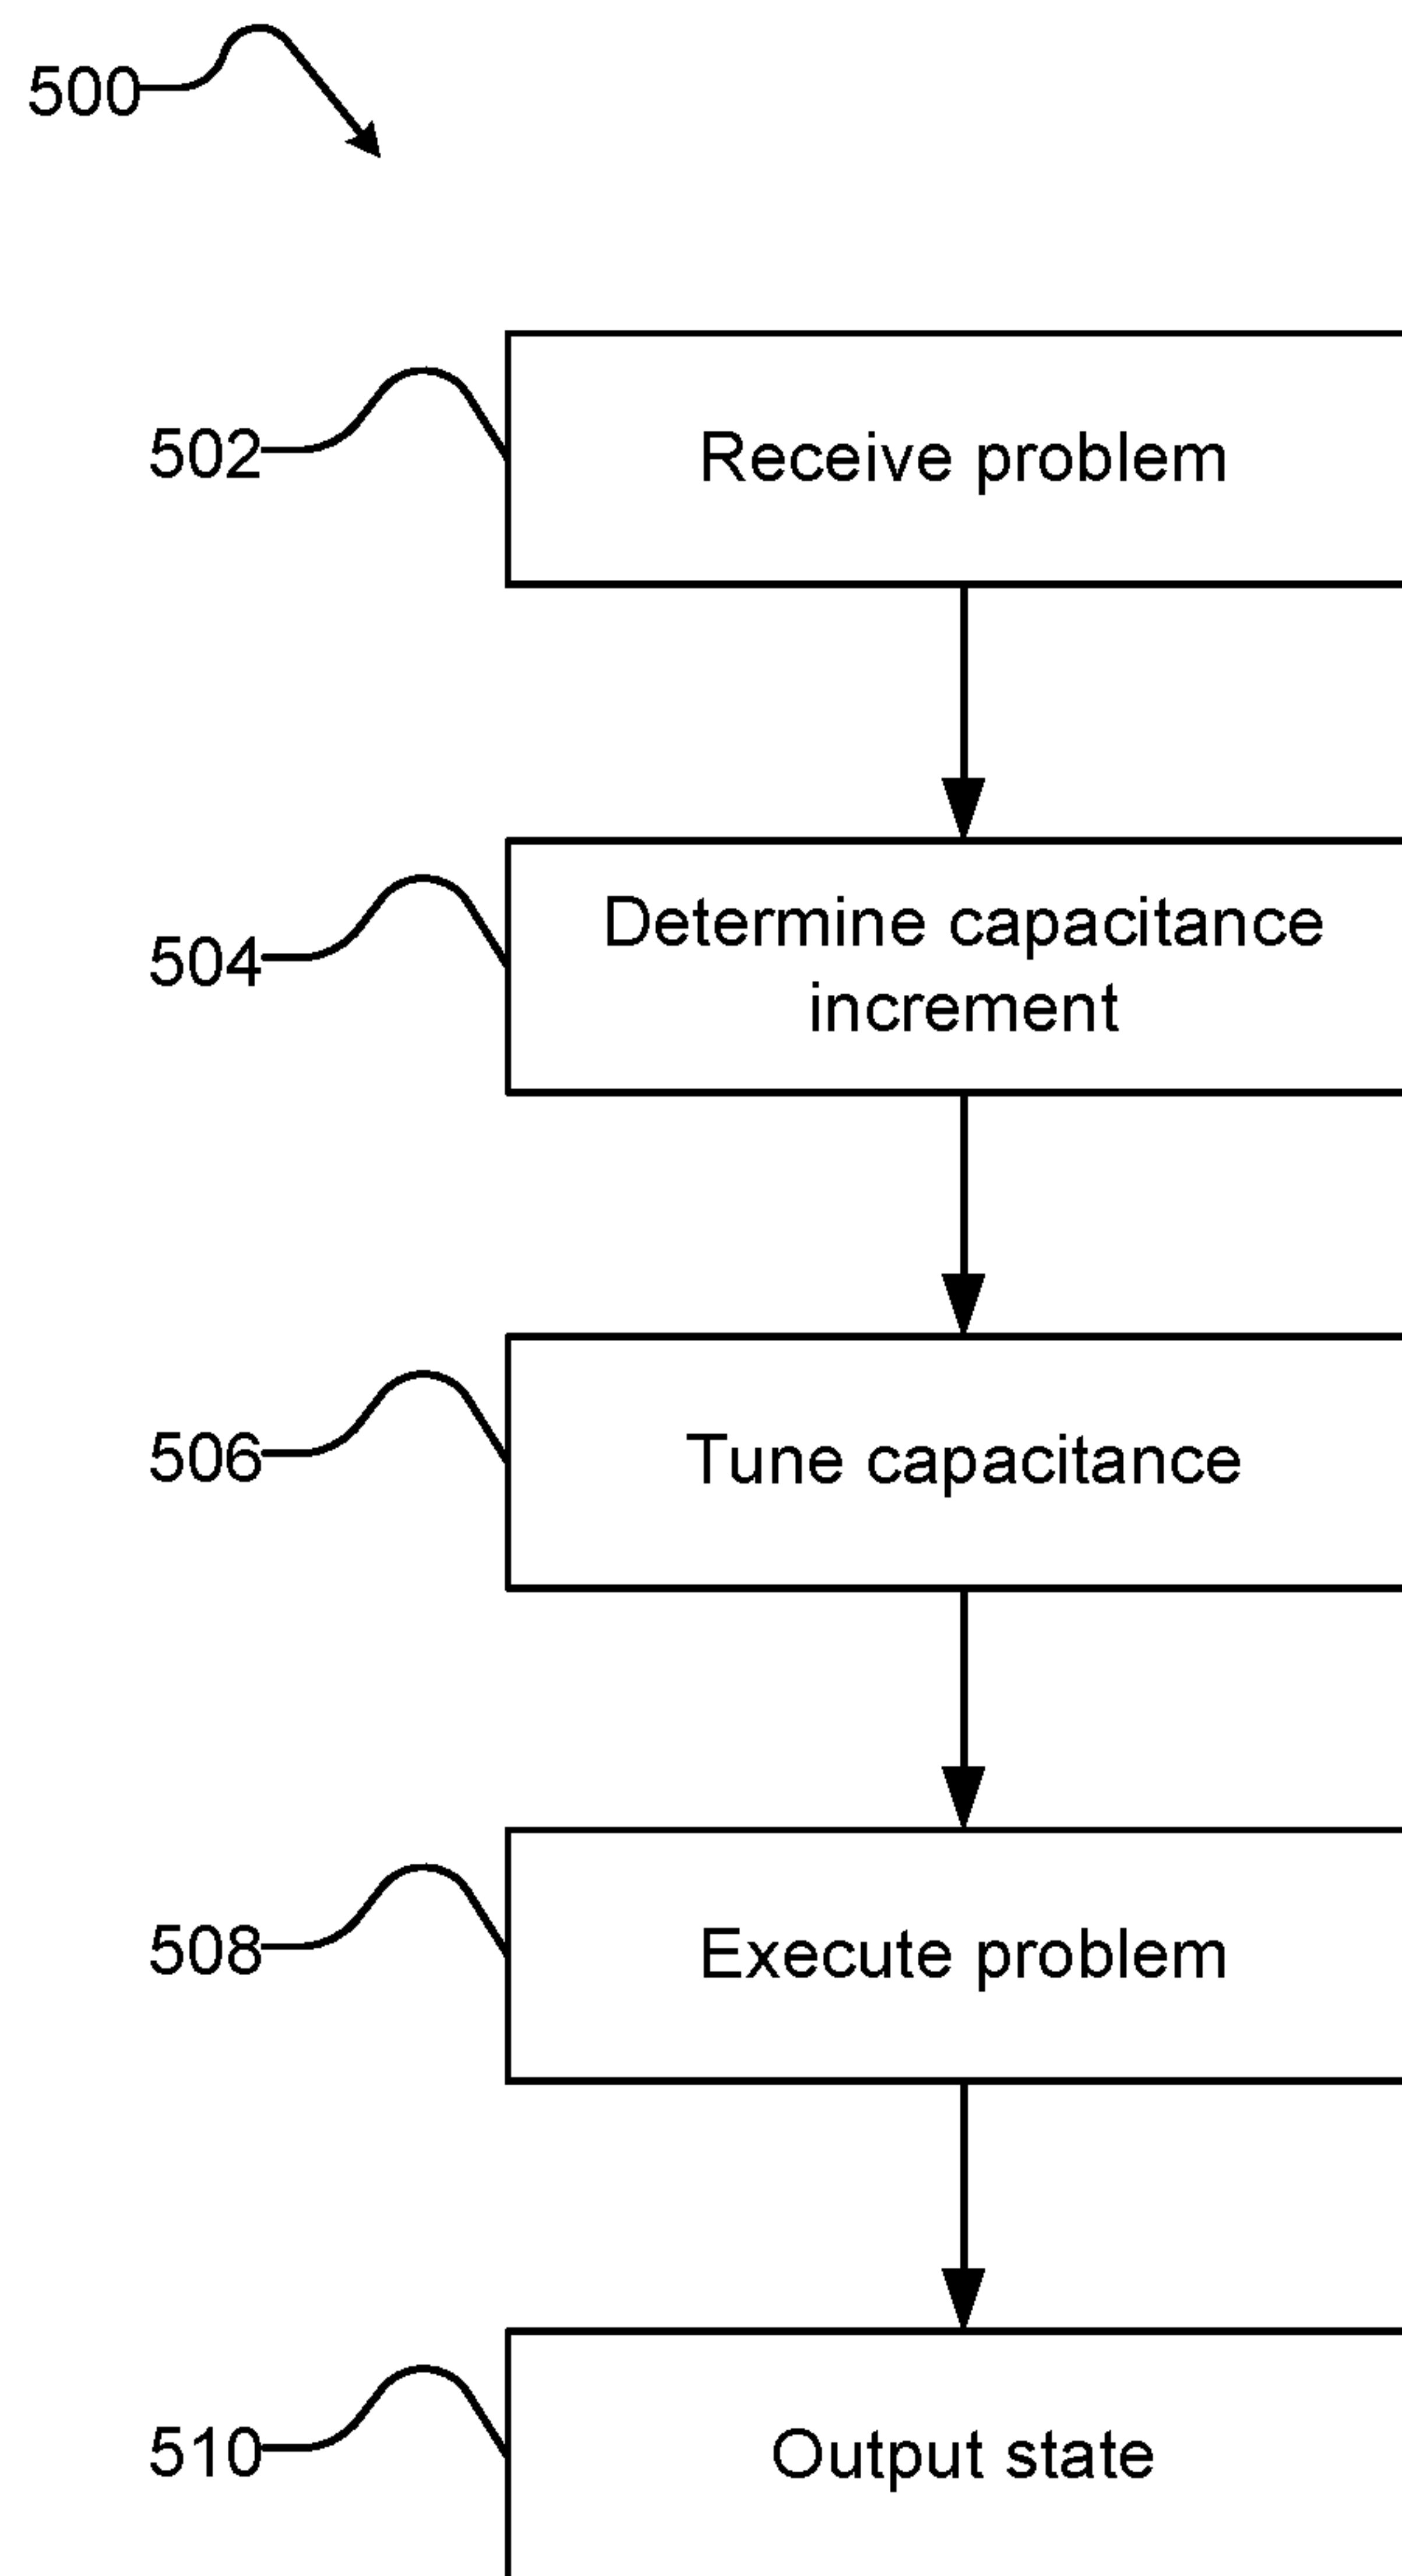 500
502
Receive problem
504
Determine capacitance
increment
506
Tune capacitance
508
Execute problem
510
Output state